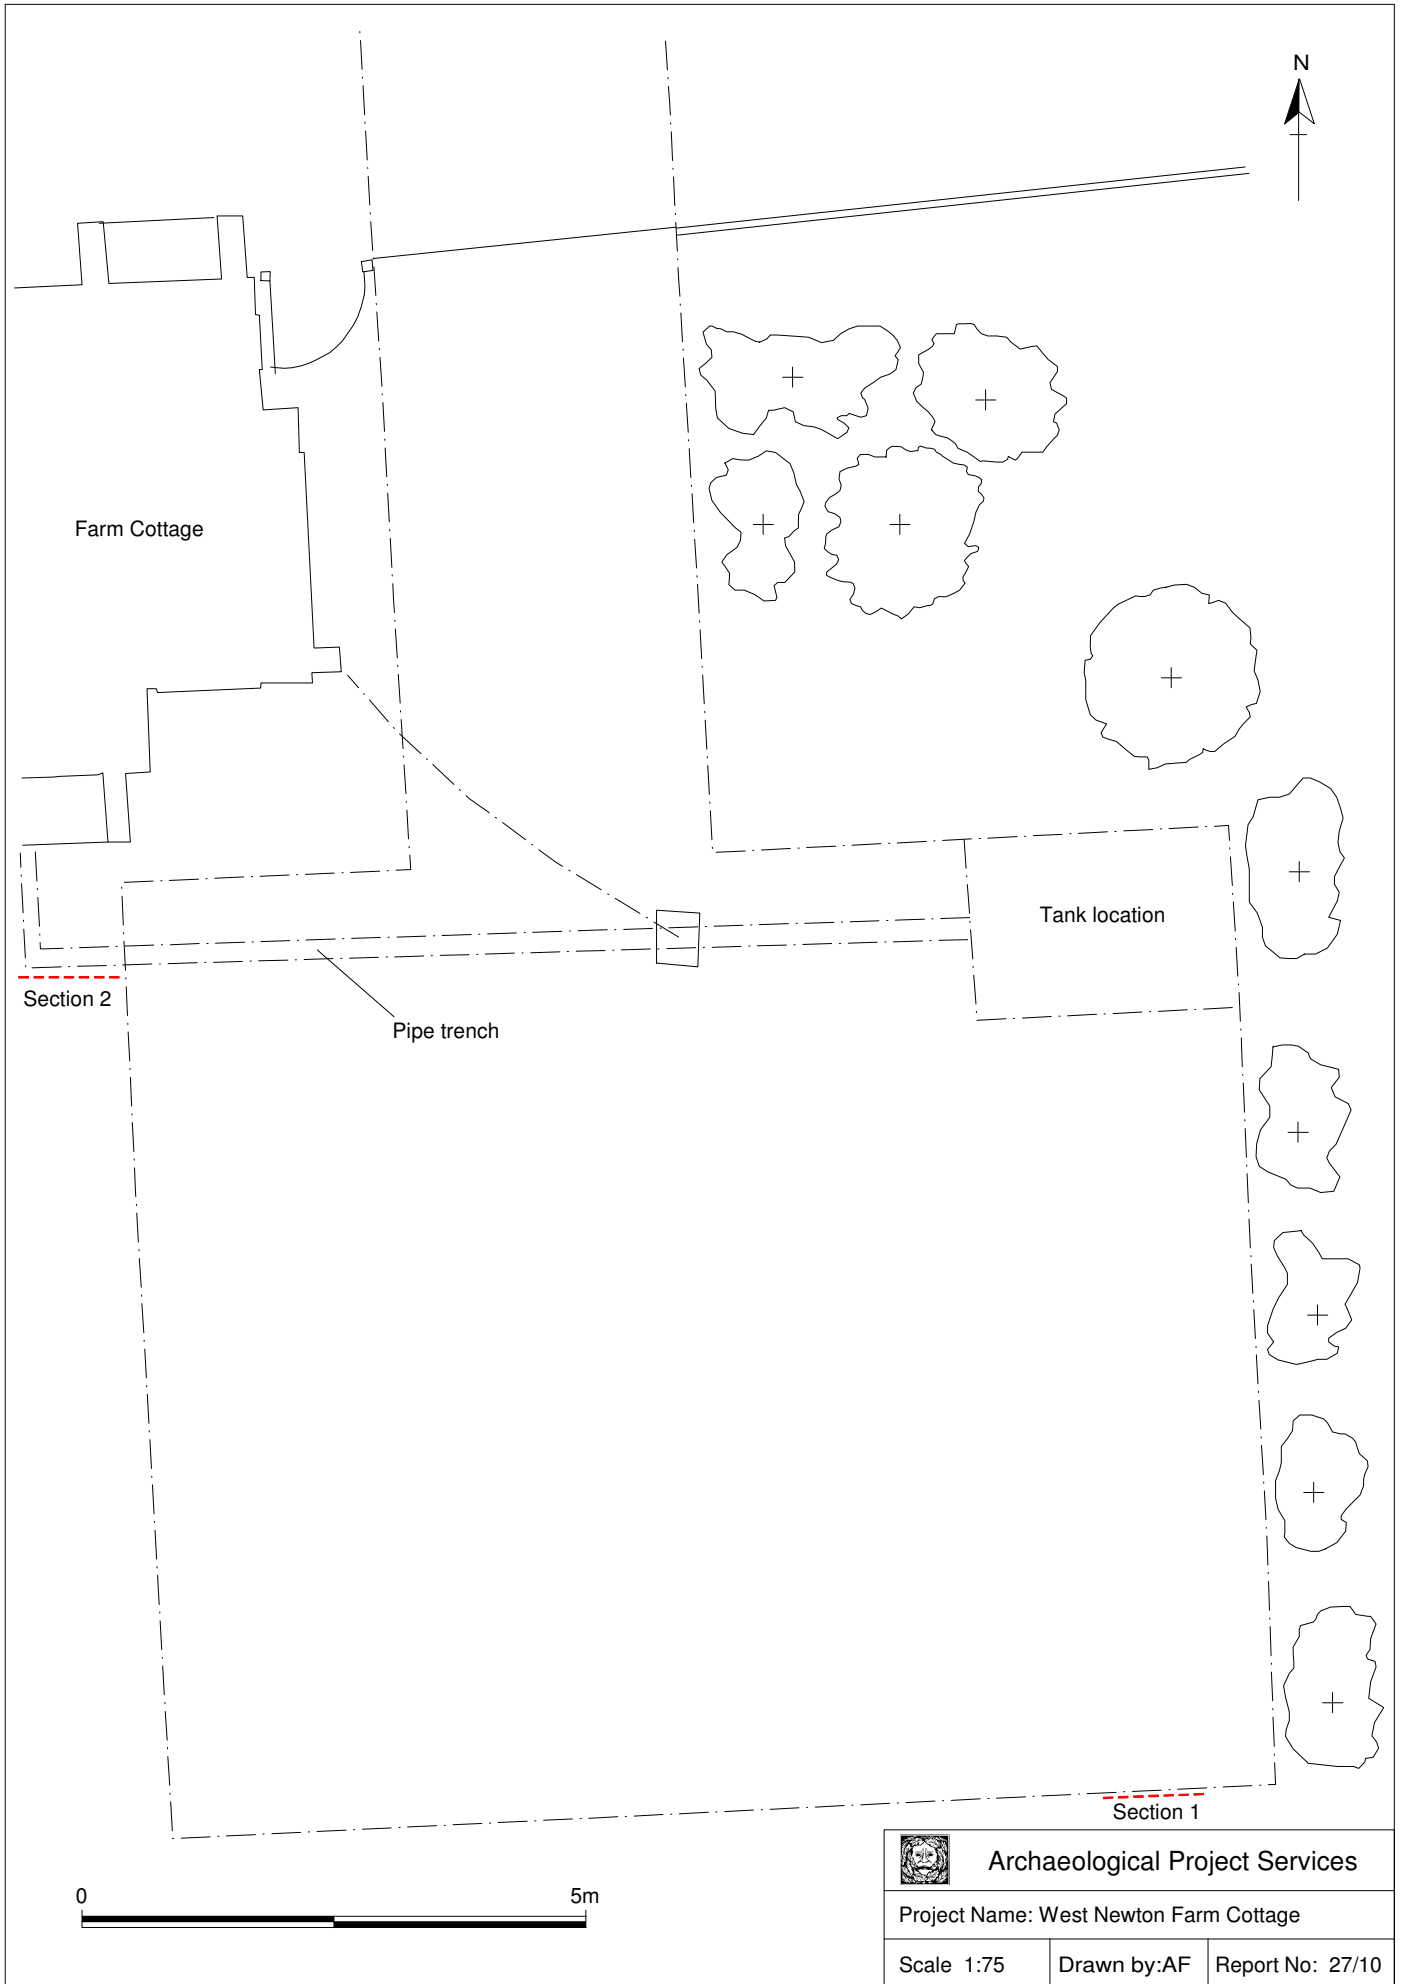 N
Farm Cottage
Tank location
Section 2
Pipe trench
Section 1
0 5m
Archaeological Project Services
Project Name: West Newton Farm Cottage
Scale 1:75 Drawn by:AF Report No: 27/10